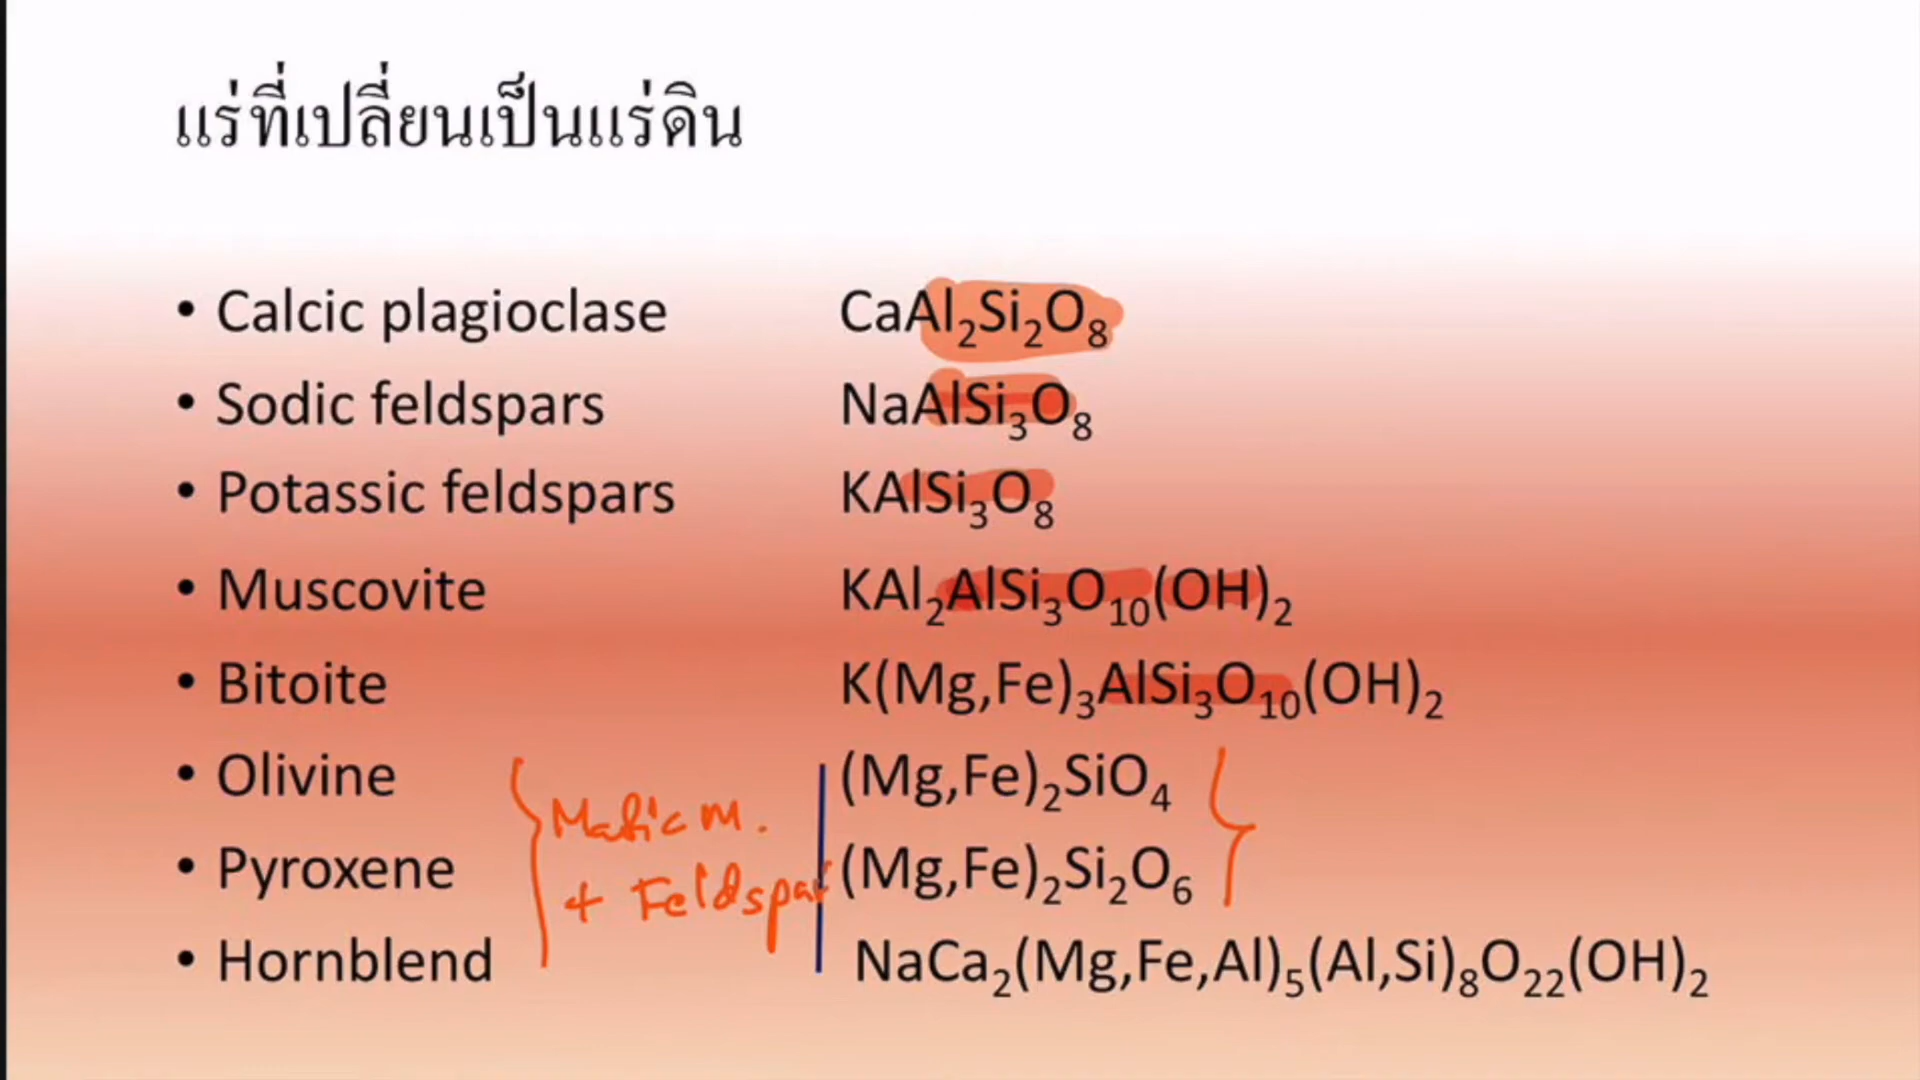 แร่ที่เปลี่ยนเป็นแร่ดิน
• Calcic plagioclase CaAl₂Si₂O₈
• Sodic feldspars NaAlSi₃O₈
• Potassic feldspars KAlSi₃O₈
• Muscovite KAl₂AlSi₃O₁₀(OH)₂
• Bitoite K(Mg,Fe)₃AlSi₃O₁₀(OH)₂
• Olivine (Mg,Fe)₂SiO₄
Mafic m.
• Pyroxene (Mg,Fe)₂Si₂O₆
+ Feldspar
• Hornblend NaCa₂(Mg,Fe,Al)₅(Al,Si)₈O₂₂(OH)₂